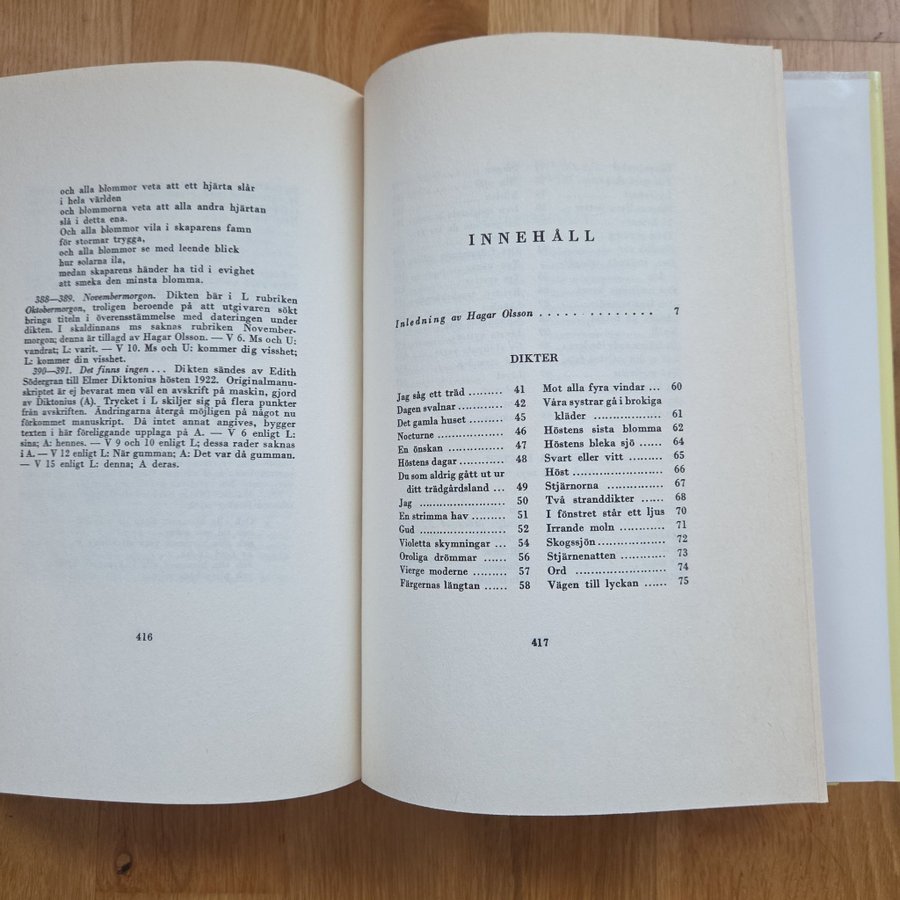 och alla blommor veta att ett hjärta slår
i hela världen
och blommorna veta att alla andra hjärtan
slå i detta ena.
Och alla blommor vila i skaparens famn
för stormar trygga,
och alla blommor se med leende blick
hur solarna ila,
medan skaparens händer ha tid i evighet
att smeka den minsta blomma.
388—389. Novembermorgon. Dikten bär i L rubriken
Oktobermorgon, troligen beroende på att utgivaren sökt
bringa titeln i överensstämmelse med dateringen under
dikten. I skaldinnans ms saknas rubriken November-
morgon; denna är tillagd av Hagar Olsson. — V 6. Ms och U:
vandrat; L: varit. — V 10. Ms och U: kommer dig visshet;
L: kommer din visshet.
390—391. Det finns ingen... Dikten sändes av Edith
Södergran till Elmer Diktonius hösten 1922. Originalmanu-
skriptet är ej bevarat men väl en avskrift på maskin, gjord
av Diktonius (A). Trycket i L skiljer sig på flera punkter
från avskriften. Ändringarna återgå möjligen på något nu
förkommet manuskript. Då intet annat angives, bygger
texten i här föreliggande upplaga på A. — V 6 enligt L:
sina; A: hennes. — V 9 och 10 enligt L; dessa rader saknas
i A. — V 12 enligt L: När gumman; A: Det var då gumman.
— V 15 enligt L: denna; A deras.
416
INNEHÅLL
Inledning av Hagar Olsson .............. 7
DIKTER
Jag såg ett träd ........ 41
Dagen svalnar .......... 42
Det gamla huset ........ 45
Nocturne ............... 46
En önskan .............. 47
Höstens dagar .......... 48
Du som aldrig gått ut ur
ditt trädgårdsland ... 49
Jag .................... 50
En strimma hav ......... 51
Gud .................... 52
Violetta skymningar ... 54
Oroliga drömmar ....... 56
Vierge moderne ........ 57
Färgernas längtan ...... 58
Mot alla fyra vindar ... 60
Våra systrar gå i brokiga
kläder .............. 61
Höstens sista blomma 62
Höstens bleka sjö .... 64
Svart eller vitt ...... 65
Höst ................. 66
Stjärnorna ........... 67
Två stranddikter ...... 68
I fönstret står ett ljus 70
Irrande moln ......... 71
Skogssjön............. 72
Stjärnenatten ......... 73
Ord .................. 74
Vägen till lyckan ...... 75
417